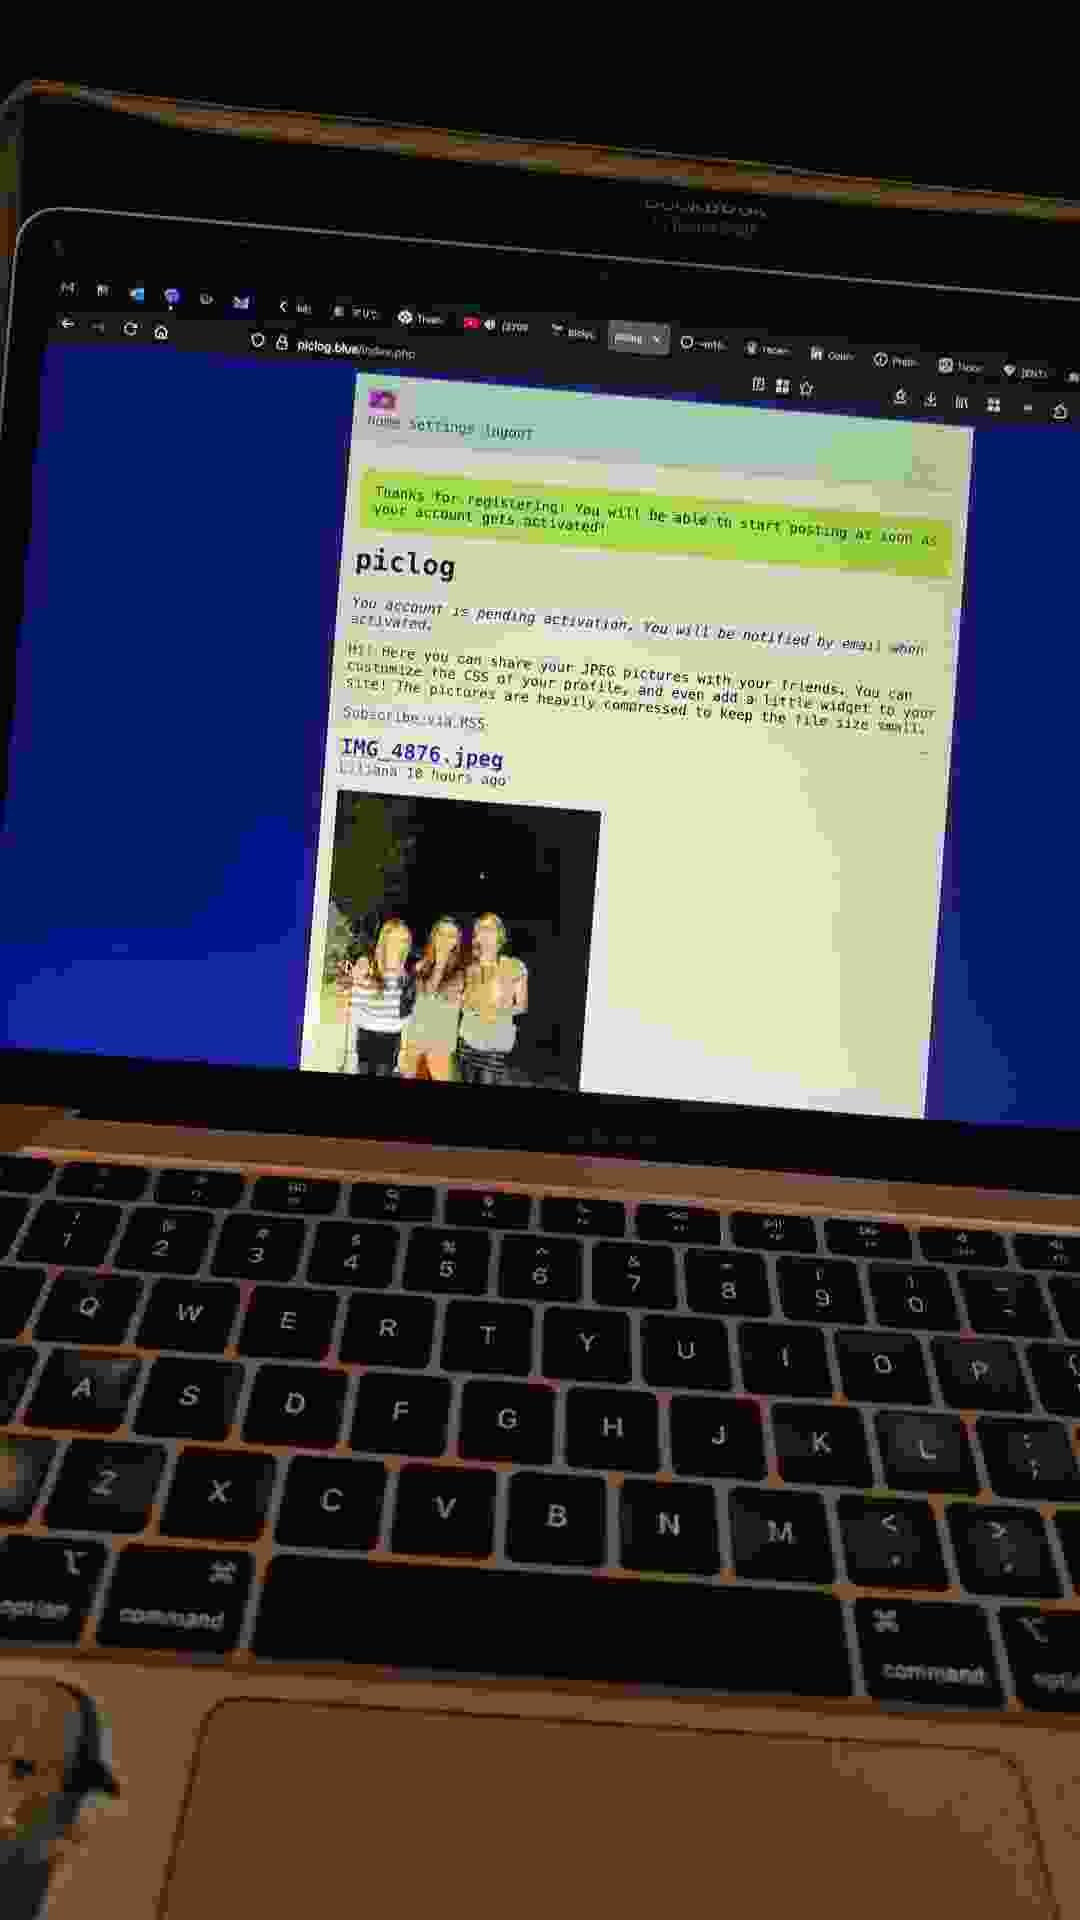 piclog.blue/index.php
home settings logout
Thanks for registering! You will be able to start posting as soon as
your account gets activated!
piclog
You account is pending activation. You will be notified by email when
activated.
Hi! Here you can share your JPEG pictures with your friends. You can
customize the CSS of your profile, and even add a little widget to your
site! The pictures are heavily compressed to keep the file size small.
Subscribe via RSS
IMG_4876.jpeg
Liliana 10 hours ago
! 1 @ 2 # 3 $ 4 % 5 ^ 6 & 7 * 8 ( 9 ) 0
Q W E R T Y U I O P
A S D F G H J K L : ;
Z X C V B N M < , > .
option command command